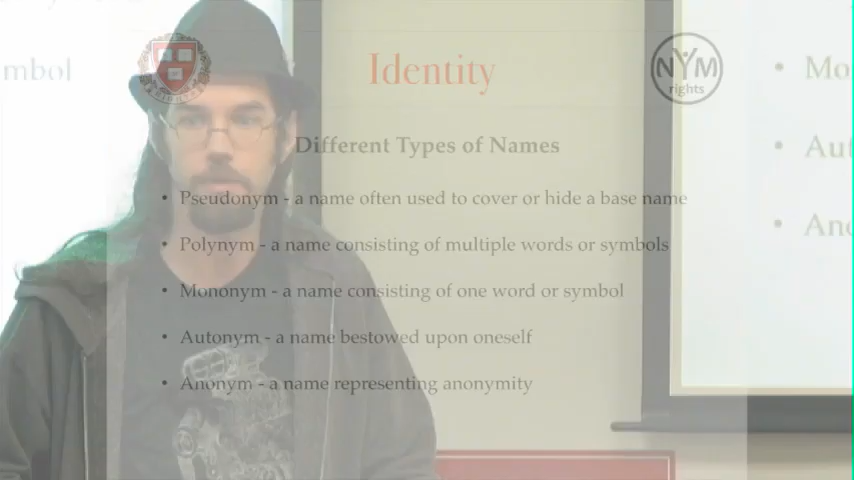 mbol
Identity
NYM
rights
Different Types of Names
• Pseudonym - a name often used to cover or hide a base name
• Polynym - a name consisting of multiple words or symbols
• Mononym - a name consisting of one word or symbol
• Autonym - a name bestowed upon oneself
• Anonym - a name representing anonymity
• Mo
• Aut
• Ano